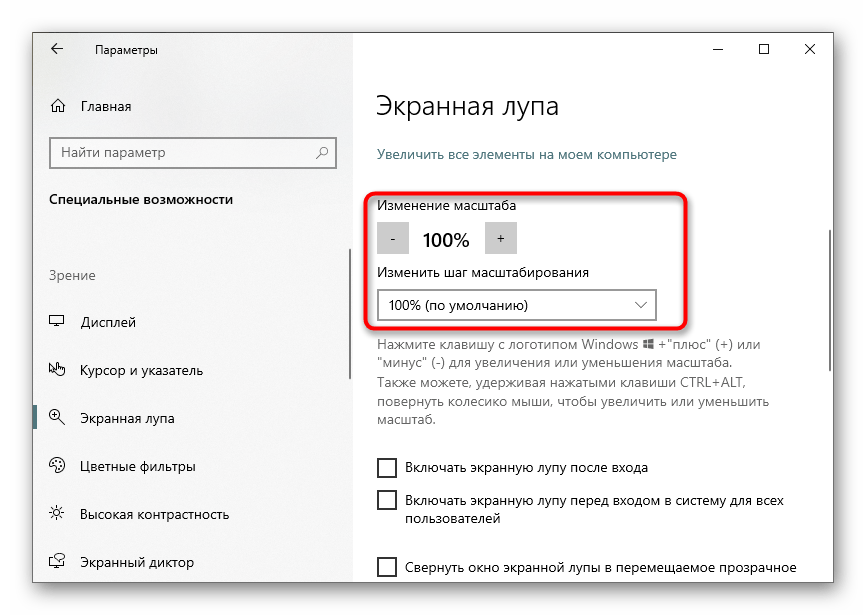 Параметры
Главная
Найти параметр
Специальные возможности
Зрение
Дисплей
Курсор и указатель
Экранная лупа
Цветные фильтры
Высокая контрастность
Экранный диктор
Экранная лупа
Увеличить все элементы на моем компьютере
Изменение масштаба
- 100% +
Изменить шаг масштабирования
100% (по умолчанию)
Нажмите клавишу с логотипом Windows +"плюс" (+) или
"минус" (-) для увеличения или уменьшения масштаба.
Также можете, удерживая нажатыми клавиши CTRL+ALT,
повернуть колесико мыши, чтобы увеличить или уменьшить
масштаб.
Включать экранную лупу после входа
Включать экранную лупу перед входом в систему для всех
пользователей
Свернуть окно экранной лупы в перемещаемое прозрачное